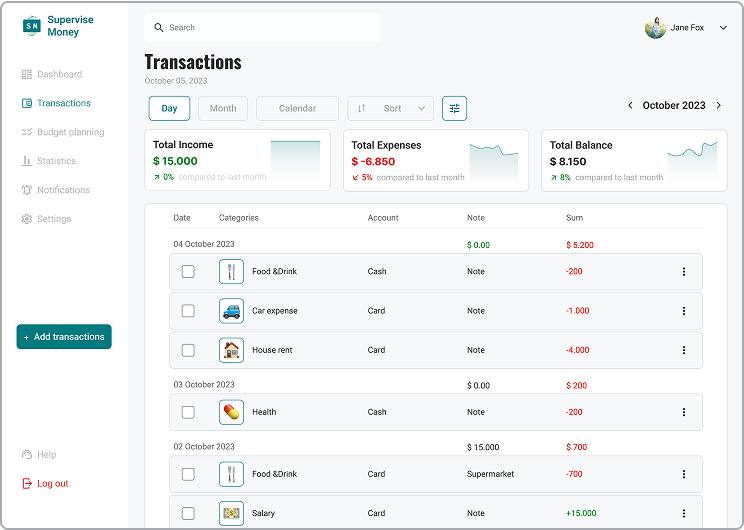 SM
Supervise
Money
Search
Jane Fox
Dashboard
Transactions
Budget planning
Statistics
Notifications
Settings
+ Add transactions
Help
Log out
Transactions
October 05, 2023
Day Month Calendar Sort October 2023
Total Income
$ 15.000
0% compared to last month
Total Expenses
$ -6.850
5% compared to last month
Total Balance
$ 8.150
8% compared to last month
Date Categories Account Note Sum
04 October 2023 $ 0.00 $ 5.200
Food &Drink Cash Note -200
Car expense Card Note -1.000
House rent Card Note -4.000
03 October 2023 $ 0.00 $ 200
Health Cash Note -200
02 October 2023 $ 15.000 $ 700
Food &Drink Card Supermarket -700
Salary Card Note +15.000